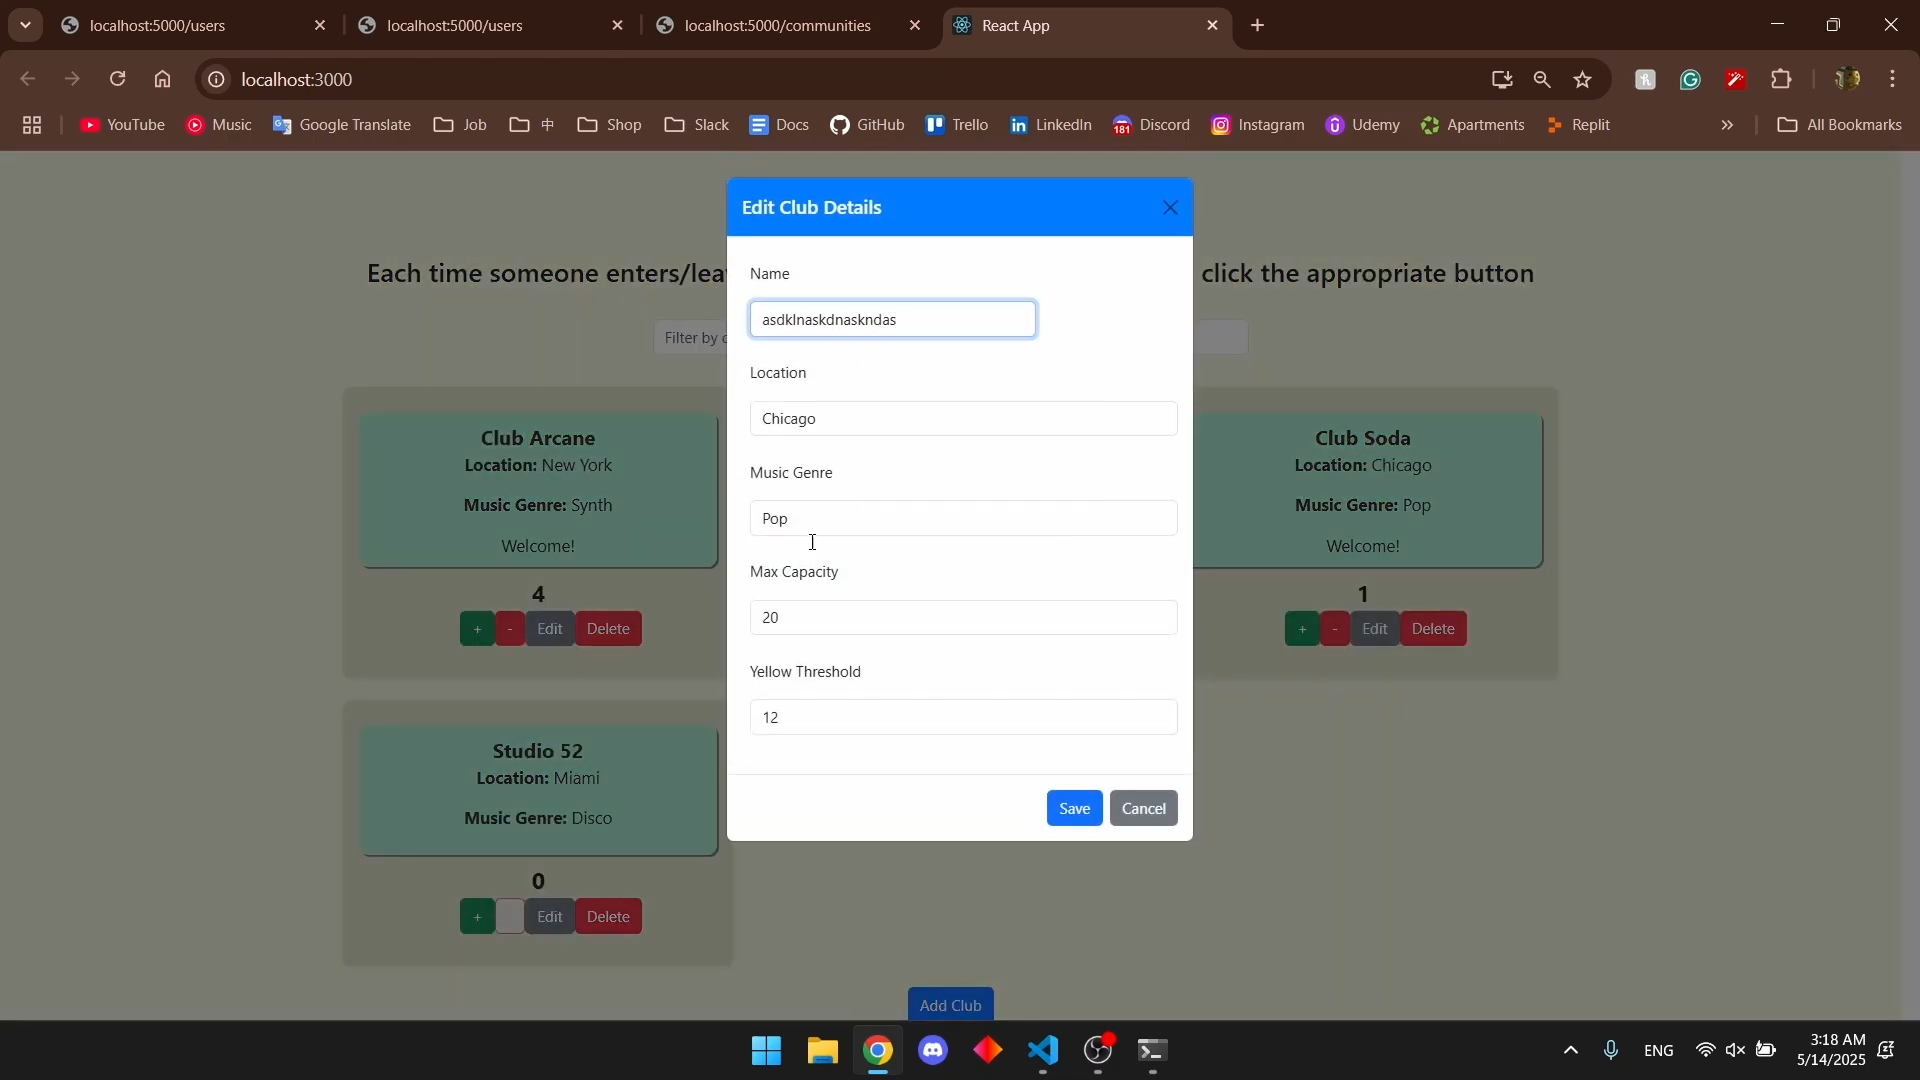 localhost:5000/users
localhost:5000/users
localhost:5000/communities
React App
localhost:3000
YouTube
Music
Google Translate
Job
中
Shop
Slack
Docs
GitHub
Trello
LinkedIn
181
Discord
Instagram
Udemy
Apartments
Replit
»
All Bookmarks
Edit Club Details
Each time someone enters/lea
click the appropriate button
Name
asdklnaskdnaskndas
Filter by c
Location
Chicago
Music Genre
Pop
Max Capacity
20
Yellow Threshold
12
Save
Cancel
Club Arcane
Location: New York
Music Genre: Synth
Welcome!
4
+
-
Edit
Delete
Club Soda
Location: Chicago
Music Genre: Pop
Welcome!
1
+
-
Edit
Delete
Studio 52
Location: Miami
Music Genre: Disco
0
+
Edit
Delete
Add Club
ENG
3:18 AM
5/14/2025